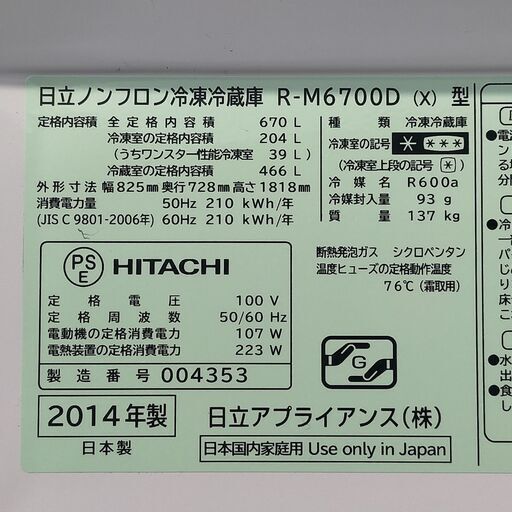 日立ノンフロン冷凍冷蔵庫 R-M6700D (X) 型
定格内容積 全定格内容積 670 L
冷凍室の定格内容積 204 L
(うちワンスター性能冷凍室 39 L)
冷蔵室の定格内容積 466 L
外形寸法 幅825mm 奥行728mm 高さ1818mm
消費電力量 50Hz 210 kWh/年
(JIS C 9801-2006年) 60Hz 210 kWh/年
種類 冷凍冷蔵庫
冷凍室の記号 * ***
(冷凍室上段の記号 *)
冷媒名 R600a
冷媒封入量 93 g
質量 137 kg
断熱発泡ガス シクロペンタン
温度ヒューズの定格動作温度
76℃ (霜取用)
PS
E
HITACHI
定格電圧 100 V
定格周波数 50/60 Hz
電動機の定格消費電力 107 W
電熱装置の定格消費電力 223 W
製造番号 004353
G
2014年製
日本製
日立アプライアンス(株)
日本国内家庭用 Use only in Japan